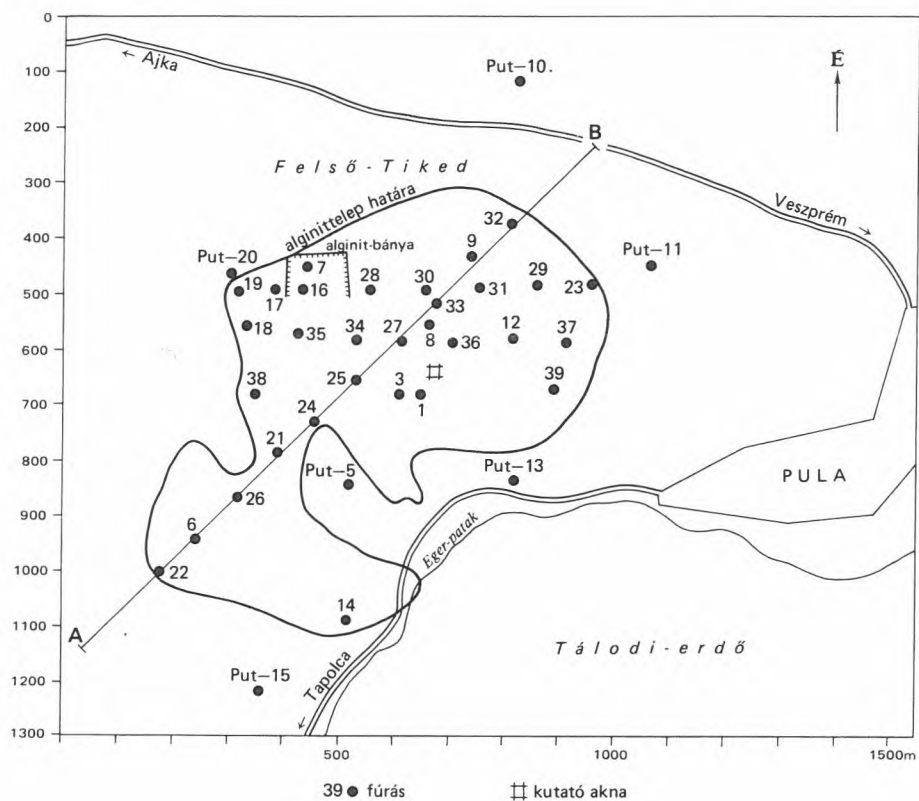 0
100
← Ajka
Put–10.
É
200
B
Felső-Tiked
300
alginittelep határa
32
Veszprém →
400
alginit-bánya
9
Put–11
Put–20
7
19
17
16
28
30
31
29
23
500
33
18
35
34
27
8
36
12
37
600
25
38
3
1
39
700
24
21
800
Put–5
Put–13
PULA
26
900
6
Eger-patak
22
1000
14
1100
A
Tálodi-erdő
Put–15
Tapolca
1200
←
1300
500
1000
1500m
39 fúrás
kutató akna